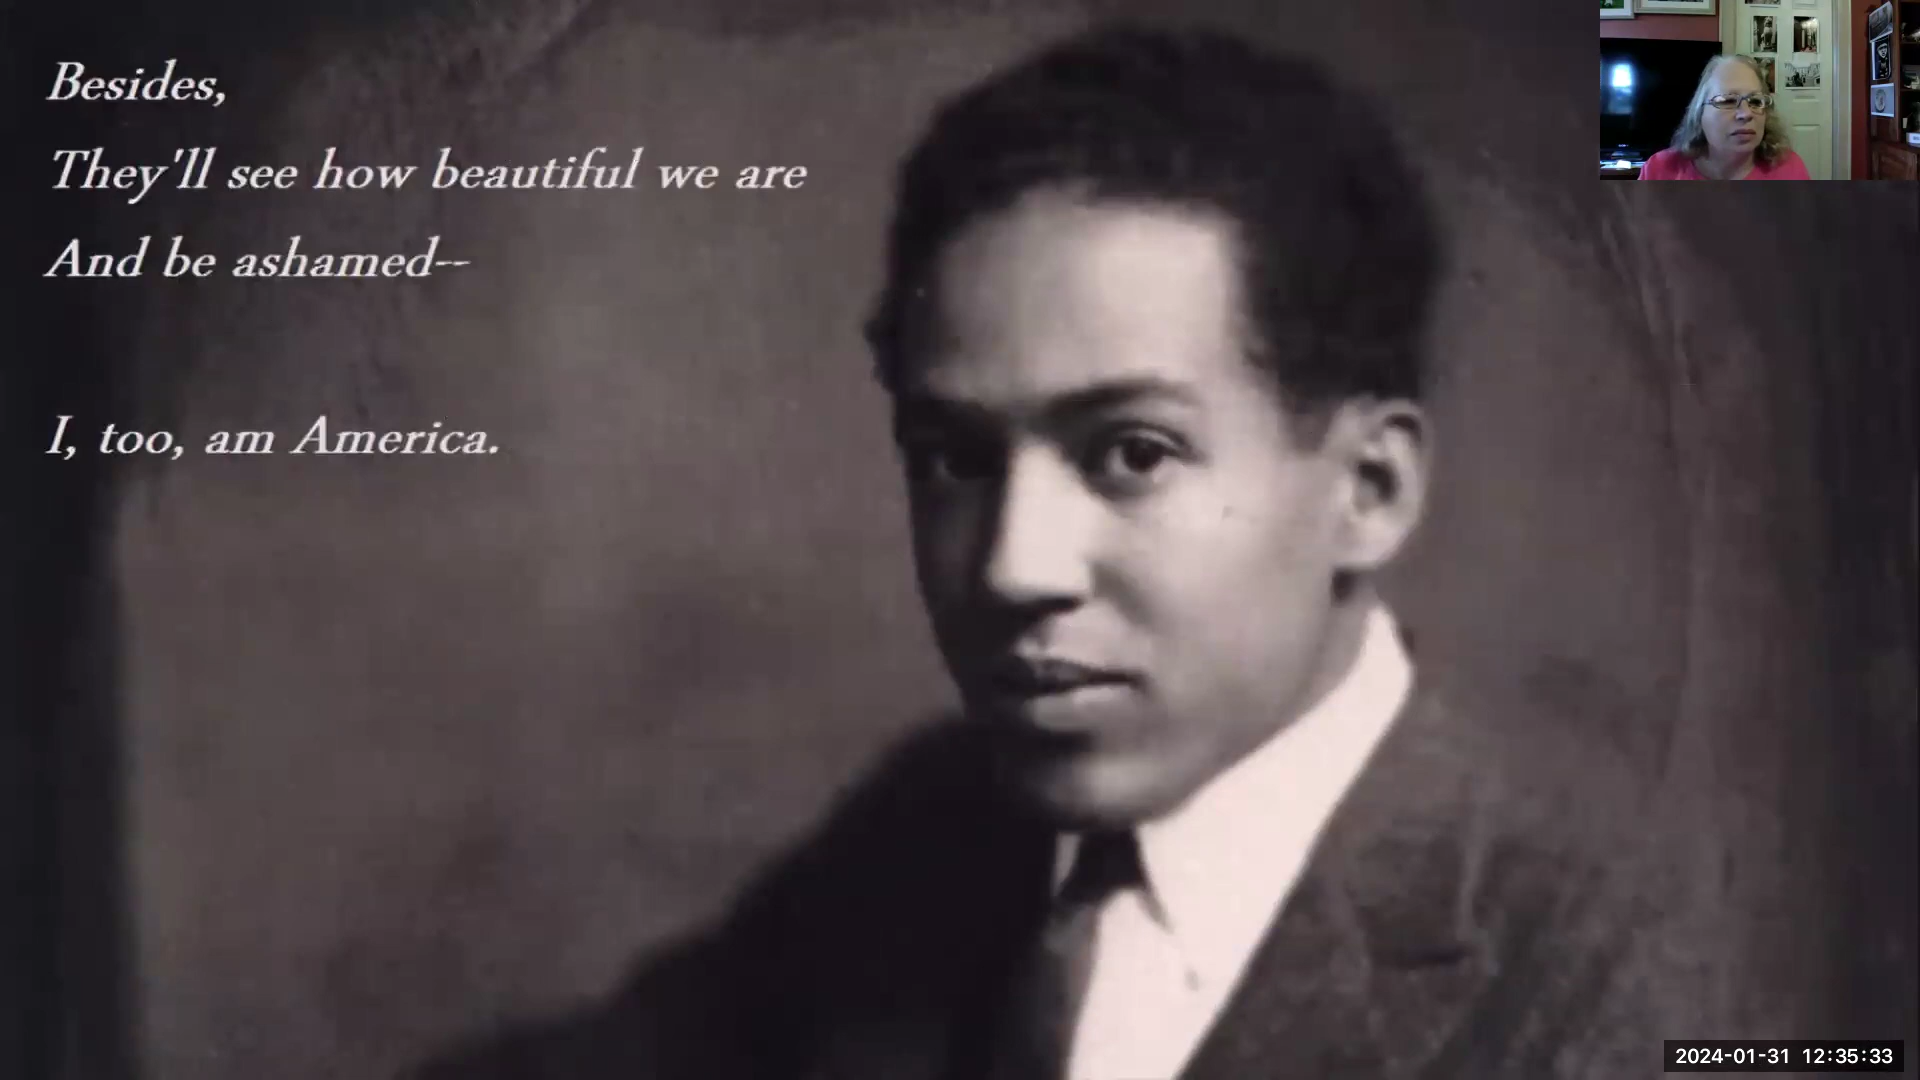 Besides,
They'll see how beautiful we are
And be ashamed--
I, too, am America.
2024-01-31 12:35:33